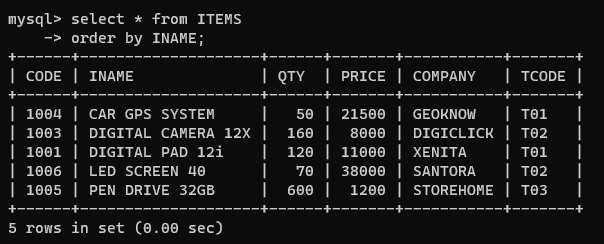 mysql> select * from ITEMS
    -> order by INAME;
+------+-------------------+------+-------+-----------+-------+
| CODE | INAME             | QTY  | PRICE | COMPANY   | TCODE |
+------+-------------------+------+-------+-----------+-------+
| 1004 | CAR GPS SYSTEM    |   50 | 21500 | GEOKNOW   | T01   |
| 1003 | DIGITAL CAMERA 12X |  160 |  8000 | DIGICLICK | T02   |
| 1001 | DIGITAL PAD 12i   |  120 | 11000 | XENITA    | T01   |
| 1006 | LED SCREEN 40     |   70 | 38000 | SANTORA   | T02   |
| 1005 | PEN DRIVE 32GB    |  600 |  1200 | STOREHOME | T03   |
+------+-------------------+------+-------+-----------+-------+
5 rows in set (0.00 sec)